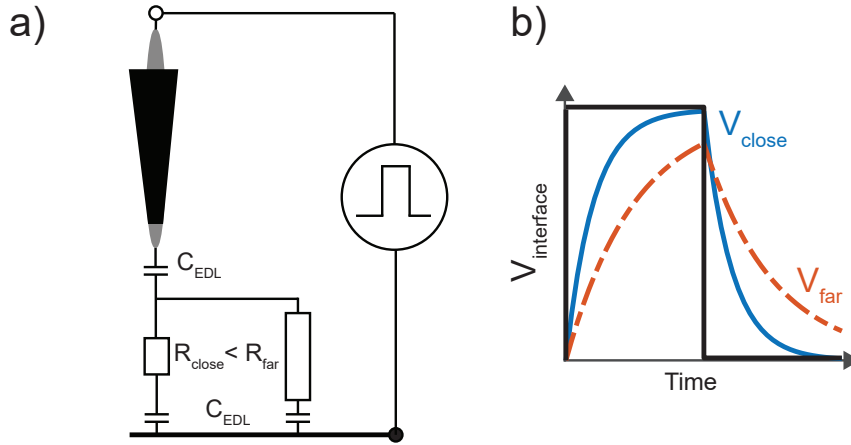 a)
C_EDL
R_close < R_far
C_EDL
b)
V_interface
V_close
V_far
Time